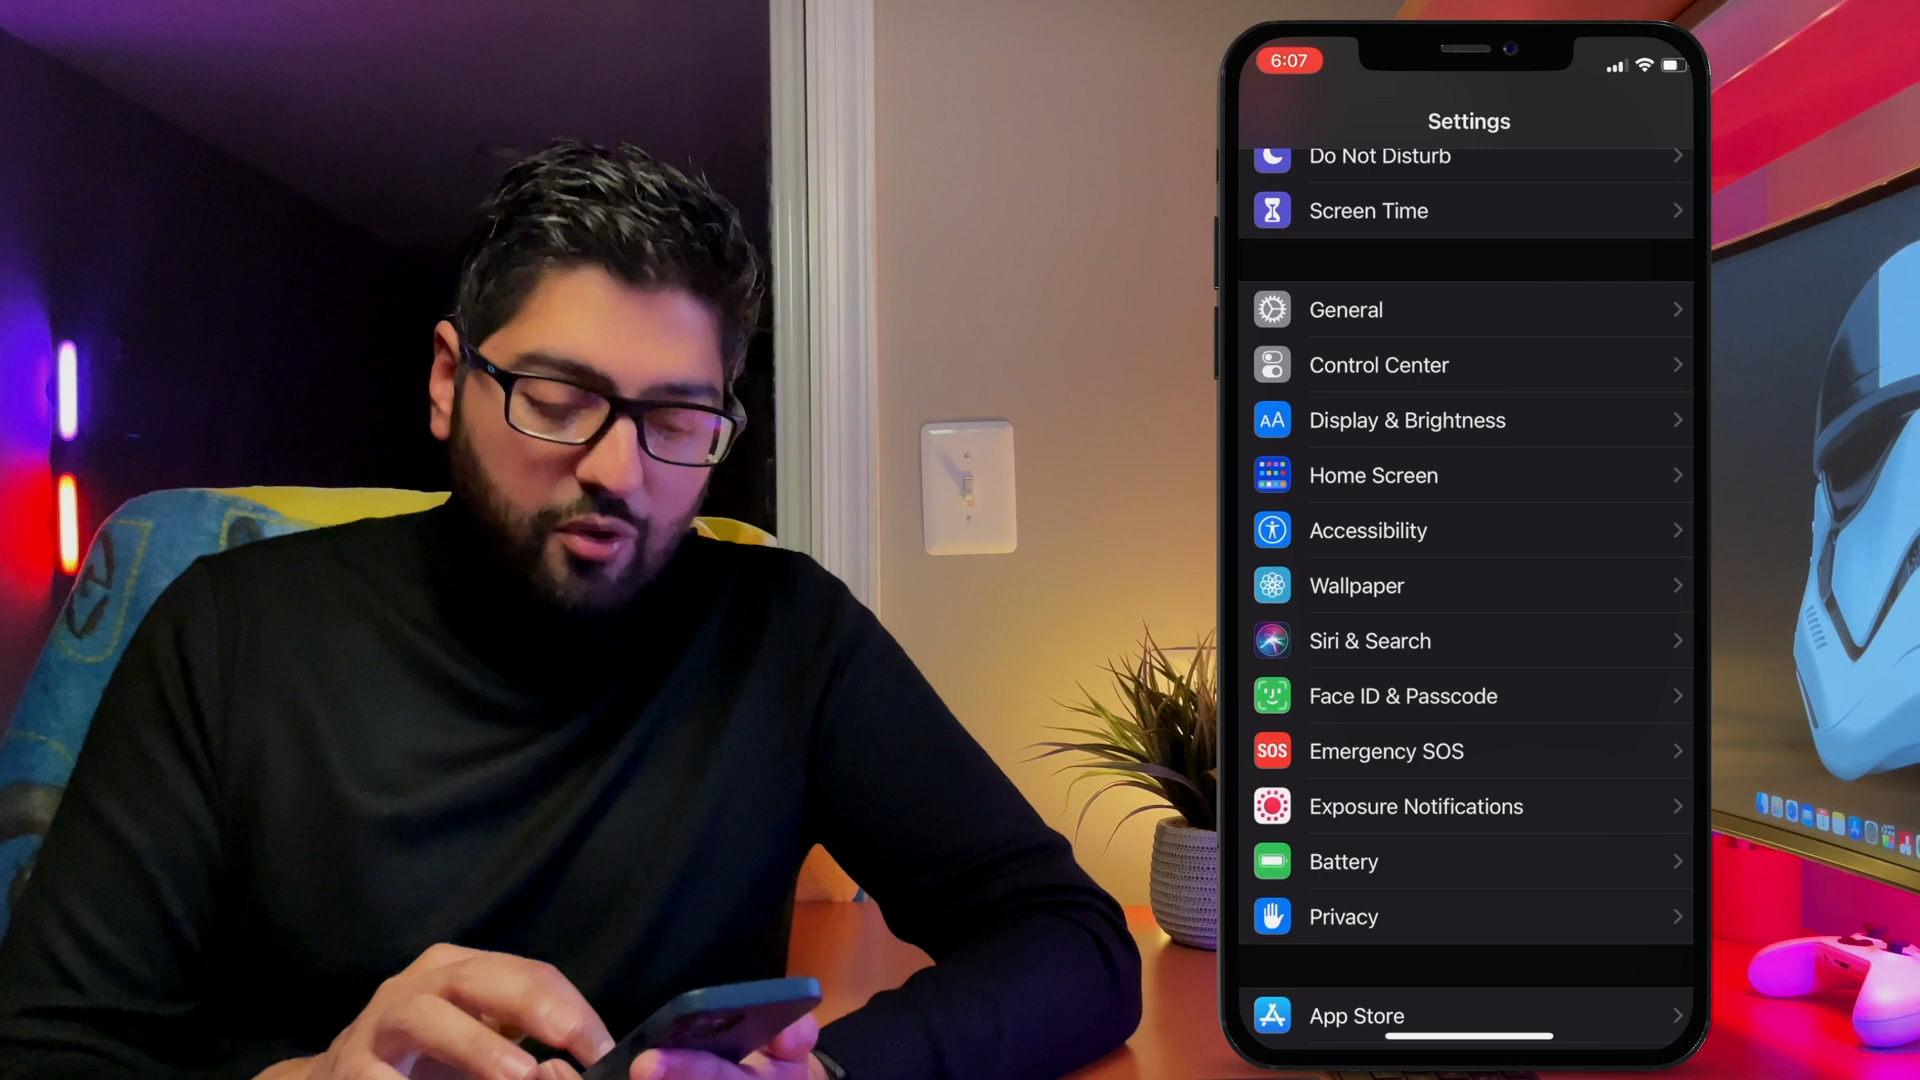 6:07
Settings
Do Not Disturb
Screen Time
General
Control Center
AA Display & Brightness
Home Screen
Accessibility
Wallpaper
Siri & Search
Face ID & Passcode
SOS Emergency SOS
Exposure Notifications
Battery
Privacy
App Store